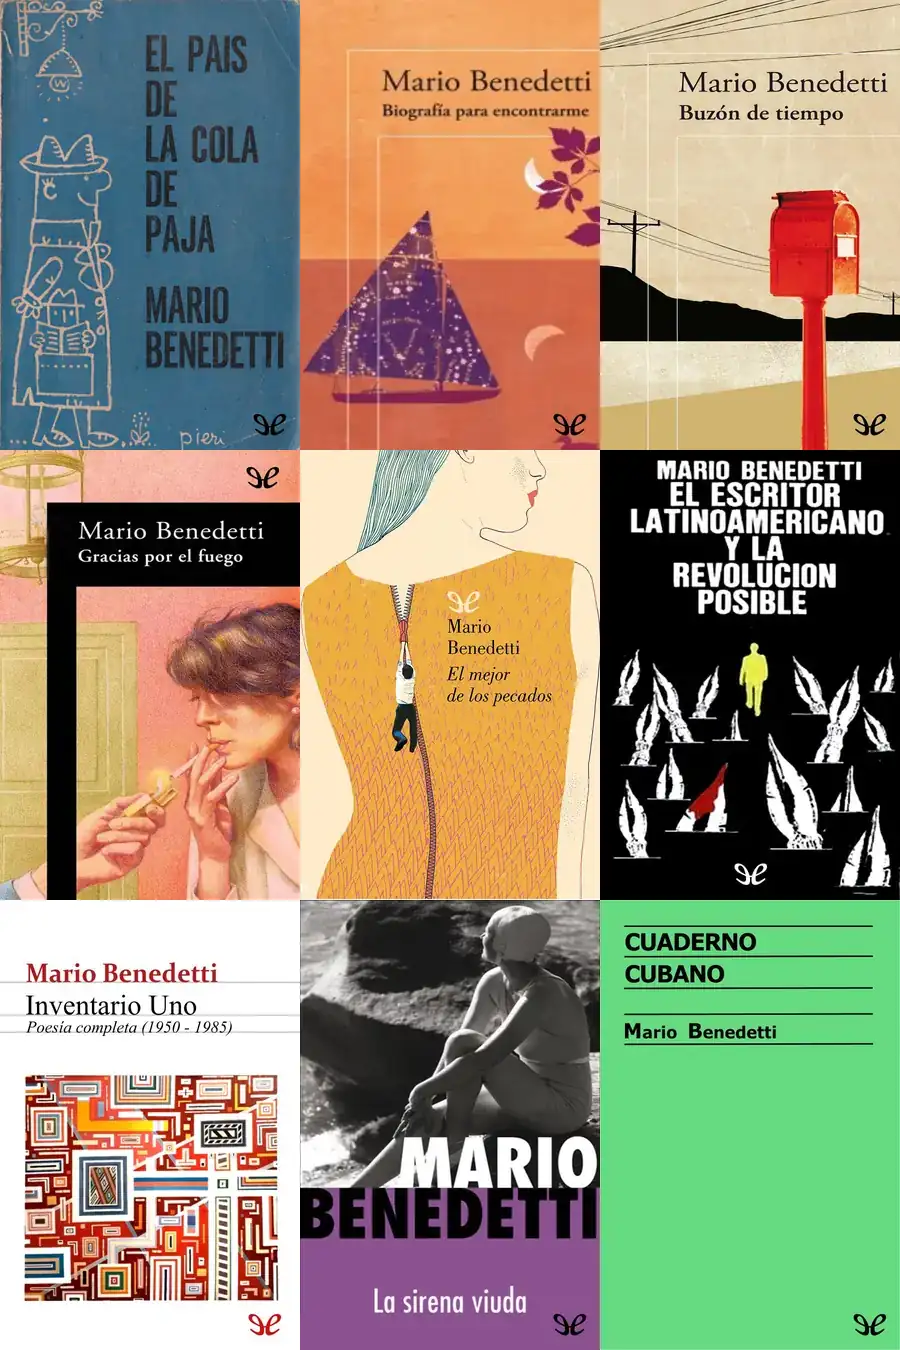 EL PAIS
DE
LA COLA
DE
PAJA
MARIO
BENEDETTI
W
pieri
Mario Benedetti
Biografía para encontrarme
Mario Benedetti
Buzón de tiempo
Mario Benedetti
Gracias por el fuego
Mario
Benedetti
El mejor
de los pecados
MARIO BENEDETTI
EL ESCRITOR
LATINOAMERICANO
Y LA
REVOLUCION
POSIBLE
Mario Benedetti
Inventario Uno
Poesía completa (1950 - 1985)
MARIO
BENEDETTI
La sirena viuda
CUADERNO
CUBANO
Mario Benedetti